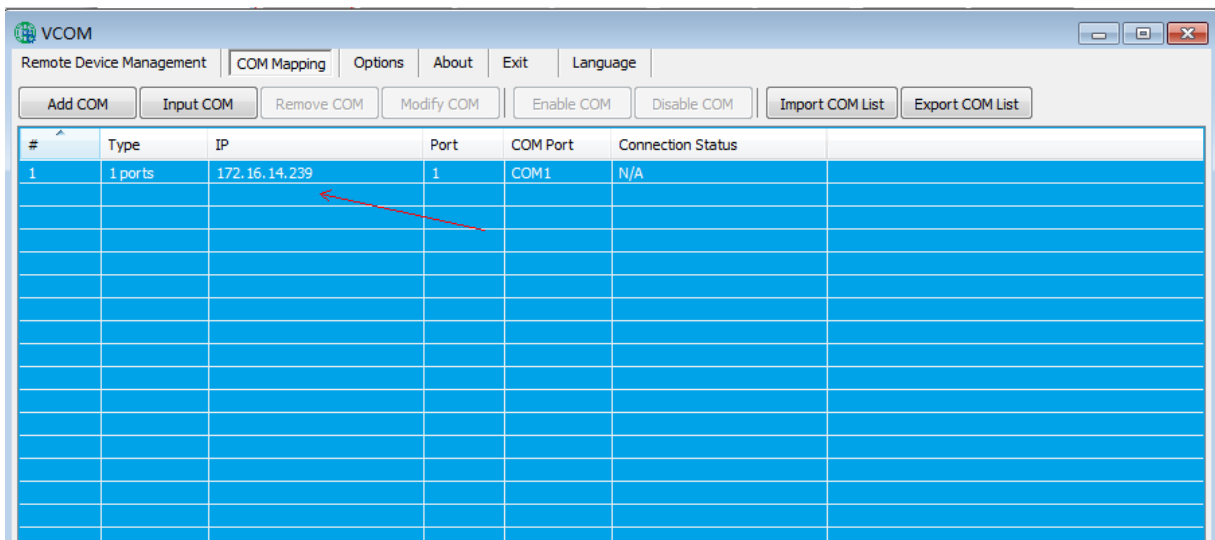 VCOM
Remote Device Management COM Mapping Options About Exit Language
Add COM Input COM Remove COM Modify COM Enable COM Disable COM Import COM List Export COM List
# Type IP Port COM Port Connection Status
1 1 ports 172.16.14.239 1 COM1 N/A